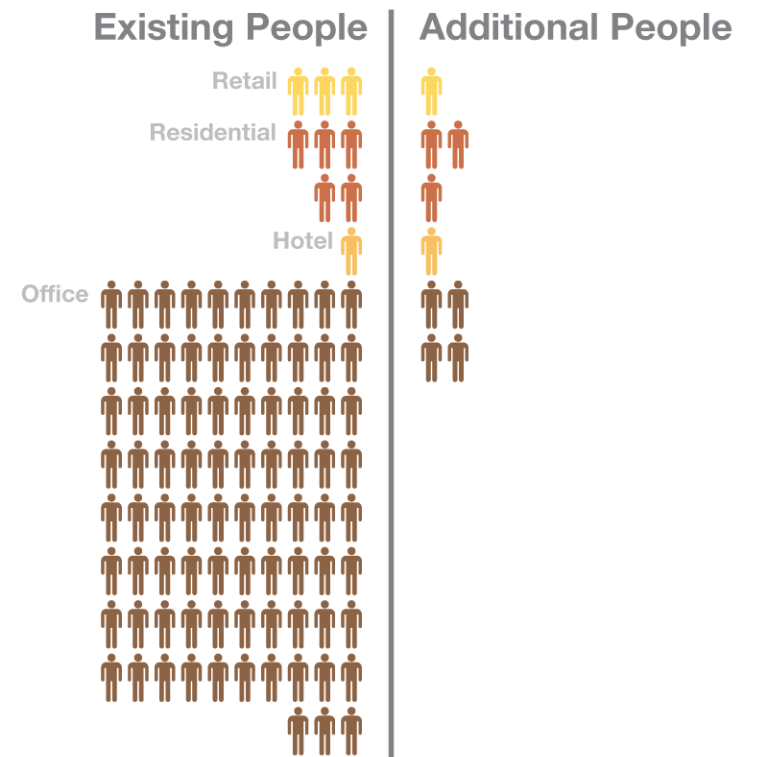 Existing People
Additional People
Retail
Residential
Hotel
Office